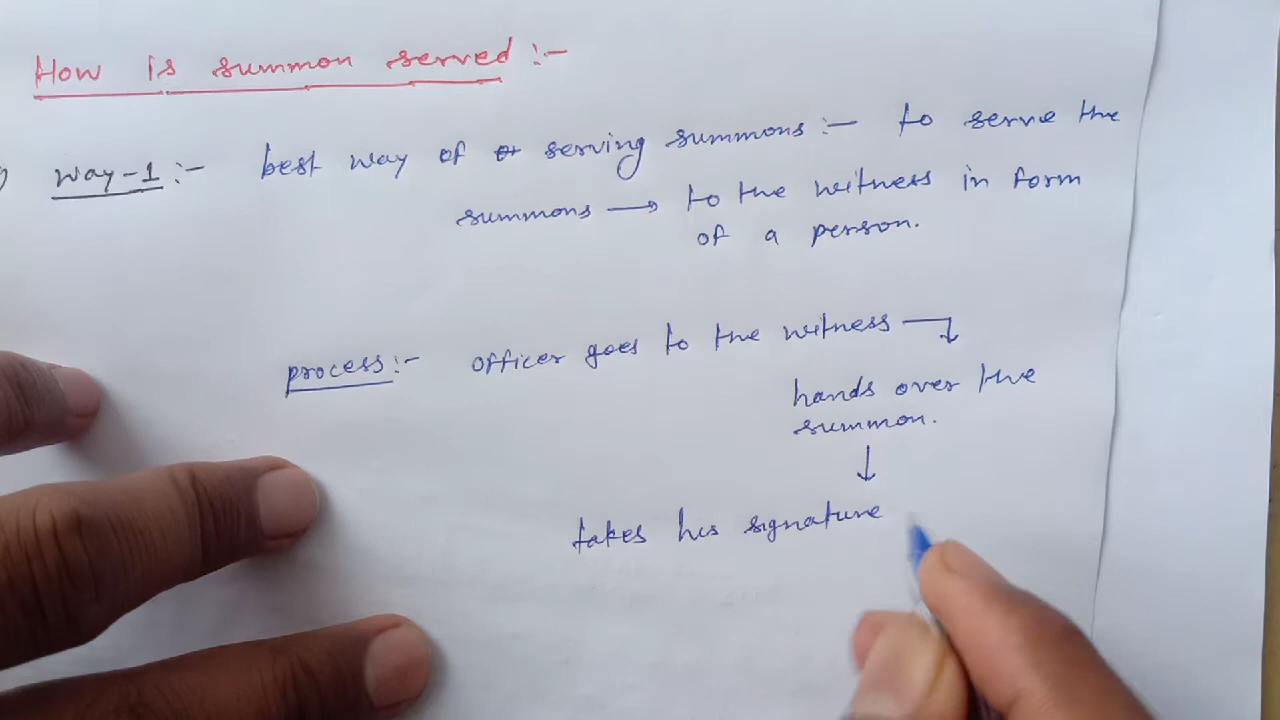 How is summon served :-
way-1 :- best way of serving summons :- to serve the
summons → to the witness in form
of a person.
process :- officer goes to the witness
hands over the
summon.
↓
takes his signature